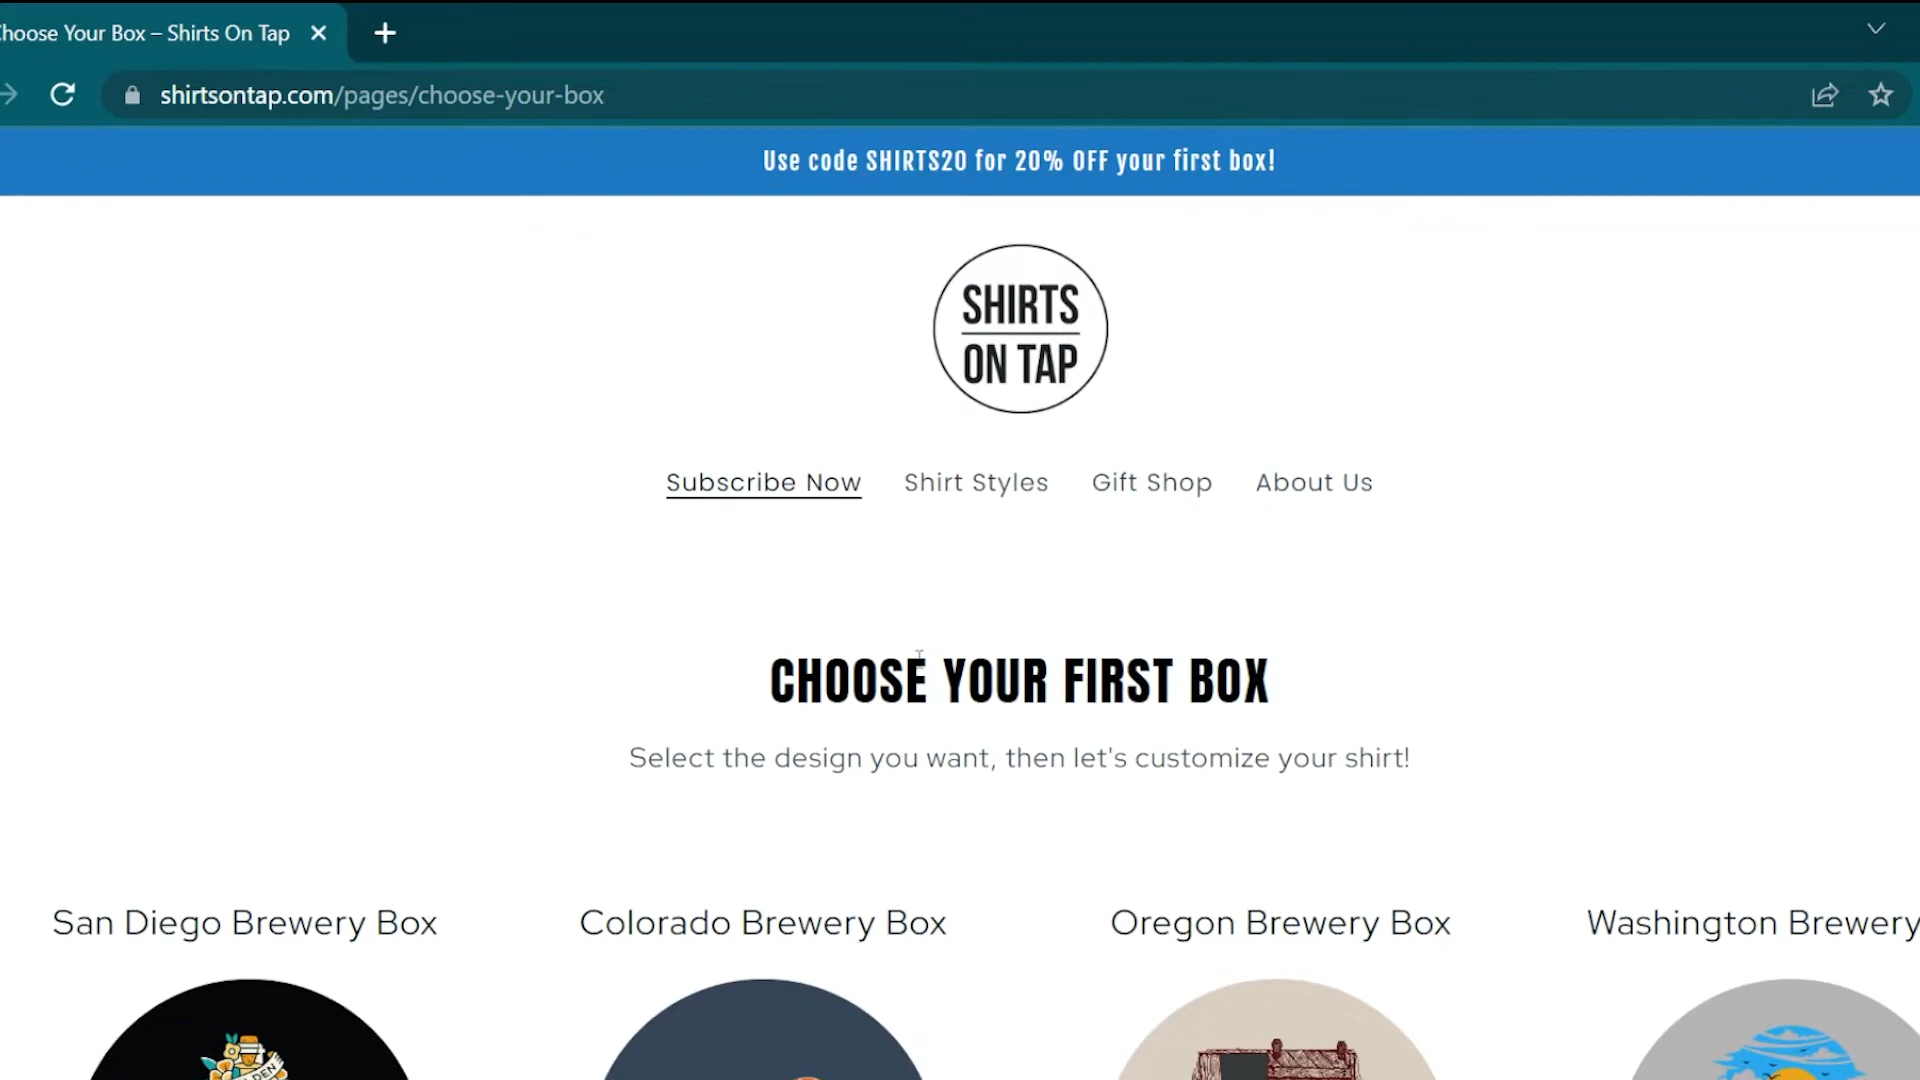 hoose Your Box – Shirts On Tap
shirtsontap.com/pages/choose-your-box
Use code SHIRTS20 for 20% OFF your first box!
SHIRTS
ON TAP
Subscribe Now Shirt Styles Gift Shop About Us
CHOOSE YOUR FIRST BOX
Select the design you want, then let's customize your shirt!
San Diego Brewery Box Colorado Brewery Box Oregon Brewery Box Washington Brewery